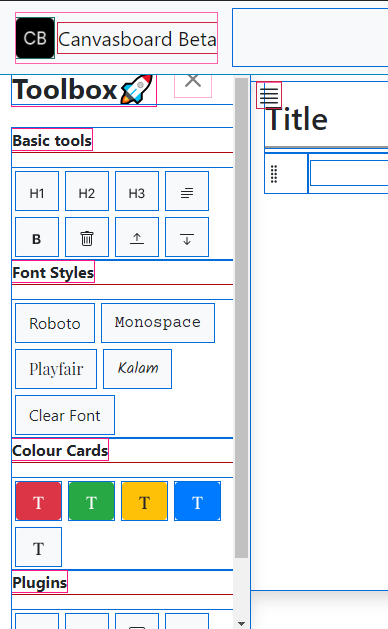 CB Canvasboard Beta
Toolbox🚀
Title
Basic tools
H1 H2 H3
B
Font Styles
Roboto Monospace
Playfair Kalam
Clear Font
Colour Cards
T T T T
T
Plugins